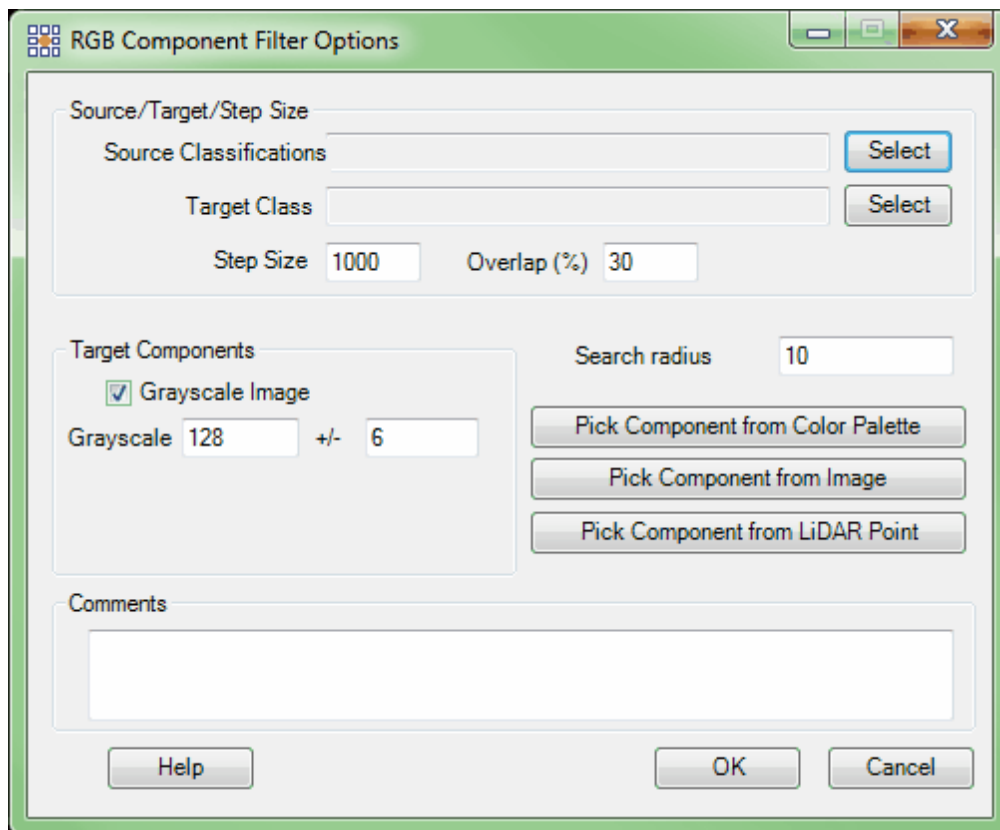 RGB Component Filter Options
Source/Target/Step Size
Source Classifications Select
Target Class Select
Step Size 1000 Overlap (%) 30
Target Components
Search radius 10
Grayscale Image
Grayscale 128 +/- 6
Pick Component from Color Palette
Pick Component from Image
Pick Component from LiDAR Point
Comments
Help OK Cancel